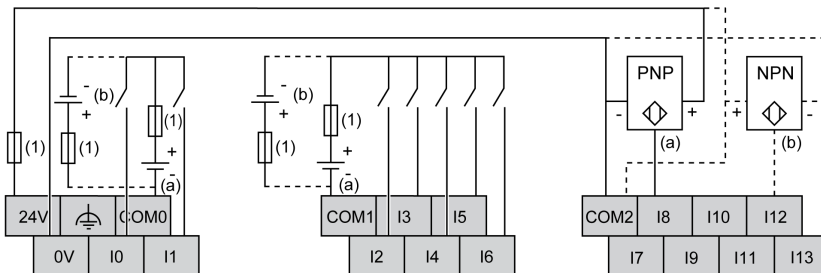 PNP NPN
- (b) - (b)
(1) (1)
+ + - + + -
(1) (1) + (1) + (a) (b)
- -
(a) (a)
24V COM0 COM1 I3 I5 COM2 I8 I10 I12
0V I0 I1 I2 I4 I6 I7 I9 I11 I13